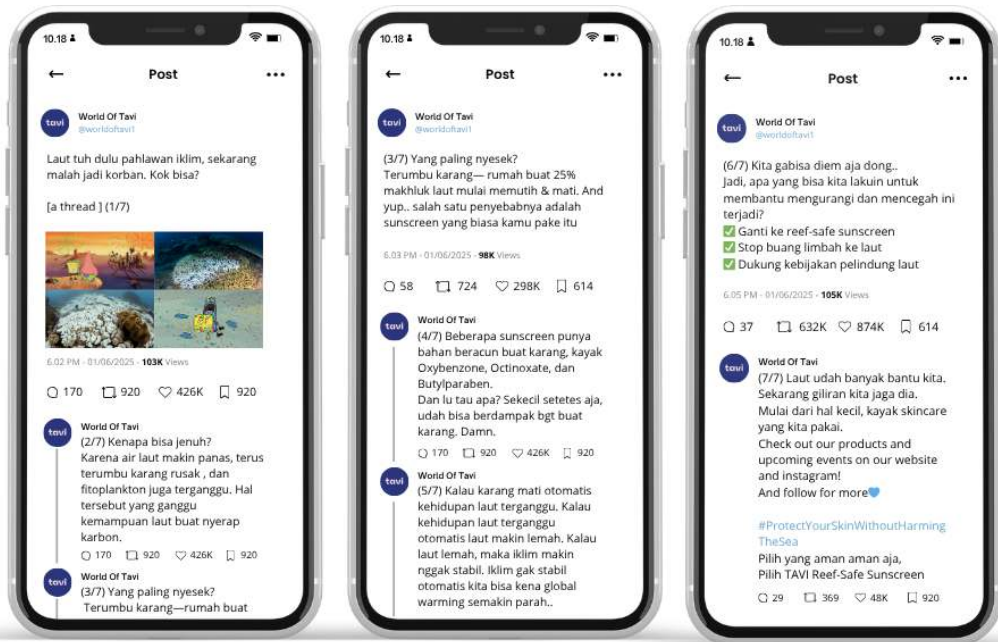 10.18
Post
tavi
World Of Tavi
@worldoftavi1
Laut tuh dulu pahlawan iklim, sekarang
malah jadi korban. Kok bisa?
[a thread ] (1/7)
6.02 PM - 01/06/2025 - 103K Views
170 920 426K 920
tavi
World Of Tavi
(2/7) Kenapa bisa jenuh?
Karena air laut makin panas, terus
terumbu karang rusak , dan
fitoplankton juga terganggu. Hal
tersebut yang ganggu
kemampuan laut buat nyerap
karbon.
170 920 426K 920
tavi
World Of Tavi
(3/7) Yang paling nyesek?
Terumbu karang—rumah buat
10.18
Post
tavi
World Of Tavi
@worldoftavi1
(3/7) Yang paling nyesek?
Terumbu karang— rumah buat 25%
makhluk laut mulai memutih & mati. And
yup.. salah satu penyebabnya adalah
sunscreen yang biasa kamu pake itu
6.03 PM - 01/06/2025 - 98K Views
58 724 298K 614
tavi
World Of Tavi
(4/7) Beberapa sunscreen punya
bahan beracun buat karang, kayak
Oxybenzone, Octinoxate, dan
Butylparaben.
Dan lu tau apa? Sekecil setetes aja,
udah bisa berdampak bgt buat
karang. Damn.
170 920 426K 920
tavi
World Of Tavi
(5/7) Kalau karang mati otomatis
kehidupan laut terganggu. Kalau
kehidupan laut terganggu
otomatis laut makin lemah. Kalau
laut lemah, maka iklim makin
nggak stabil. Iklim gak stabil
otomatis kita bisa kena global
warming semakin parah..
10.18
Post
tavi
World Of Tavi
@worldoftavi1
(6/7) Kita gabisa diem aja dong..
Jadi, apa yang bisa kita lakuin untuk
membantu mengurangi dan mencegah ini
terjadi?
✅ Ganti ke reef-safe sunscreen
✅ Stop buang limbah ke laut
✅ Dukung kebijakan pelindung laut
6.05 PM - 01/06/2025 - 105K Views
37 632K 874K 614
tavi
World Of Tavi
(7/7) Laut udah banyak bantu kita.
Sekarang giliran kita jaga dia.
Mulai dari hal kecil, kayak skincare
yang kita pakai.
Check out our products and
upcoming events on our website
and instagram!
And follow for more💙
#ProtectYourSkinWithoutHarming
TheSea
Pilih yang aman aman aja,
Pilih TAVI Reef-Safe Sunscreen
29 369 48K 920